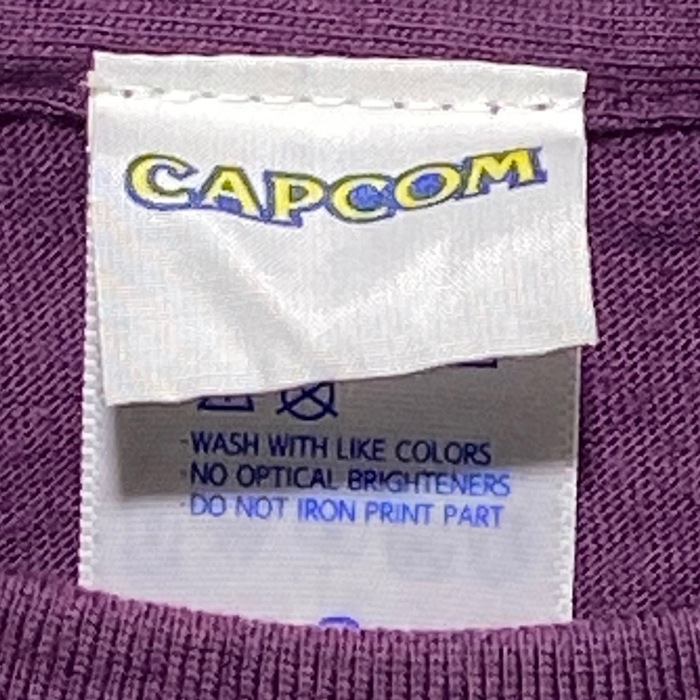 CAPCOM
·WASH WITH LIKE COLORS
·NO OPTICAL BRIGHTENERS
·DO NOT IRON PRINT PART